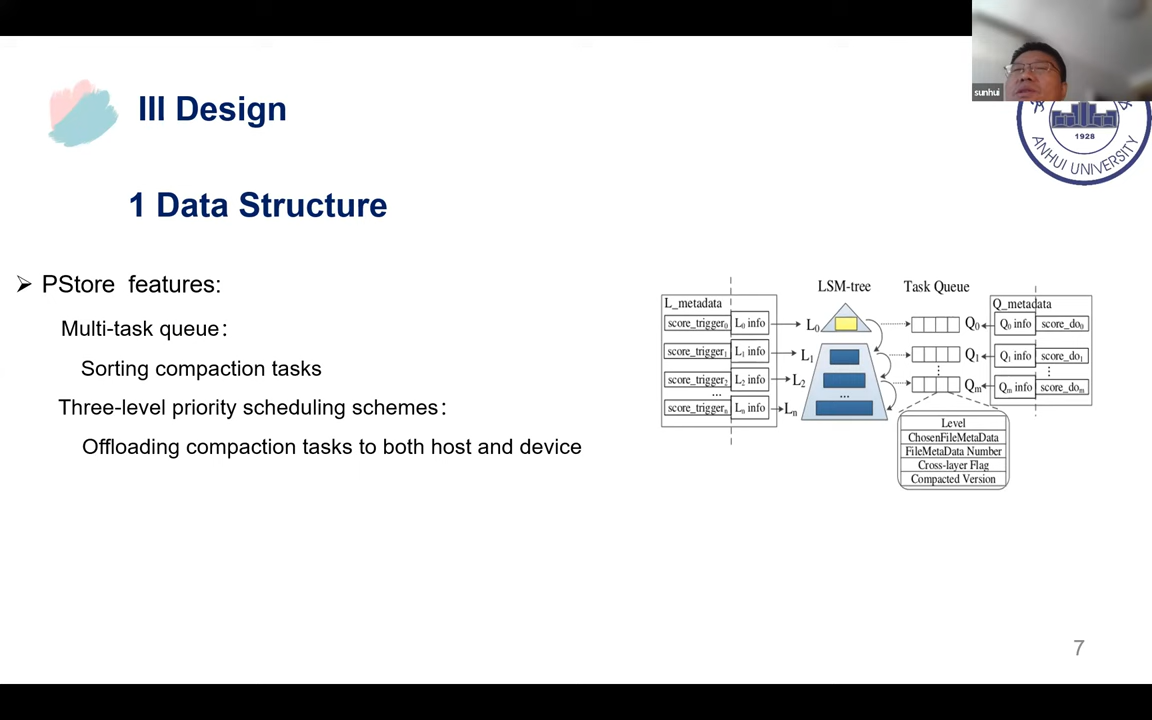 sunhui
1928
ANHUI UNIVERSITY
III Design
1 Data Structure
➢ PStore features:
Multi-task queue:
Sorting compaction tasks
Three-level priority scheduling schemes:
Offloading compaction tasks to both host and device
LSM-tree
Task Queue
L_metadata
Q_metadata
score_trigger₀ L₀ info L₀ Q₀ Q₀ info score_do₀
score_trigger₁ L₁ info L₁ Q₁ Q₁ info score_do₁
score_trigger₂ L₂ info L₂ Qₘ Qₘ info score_doₘ
... ...
score_triggerₙ Lₙ info Lₙ
Level
ChosenFileMetaData
FileMetaData Number
Cross-layer Flag
Compacted Version
7